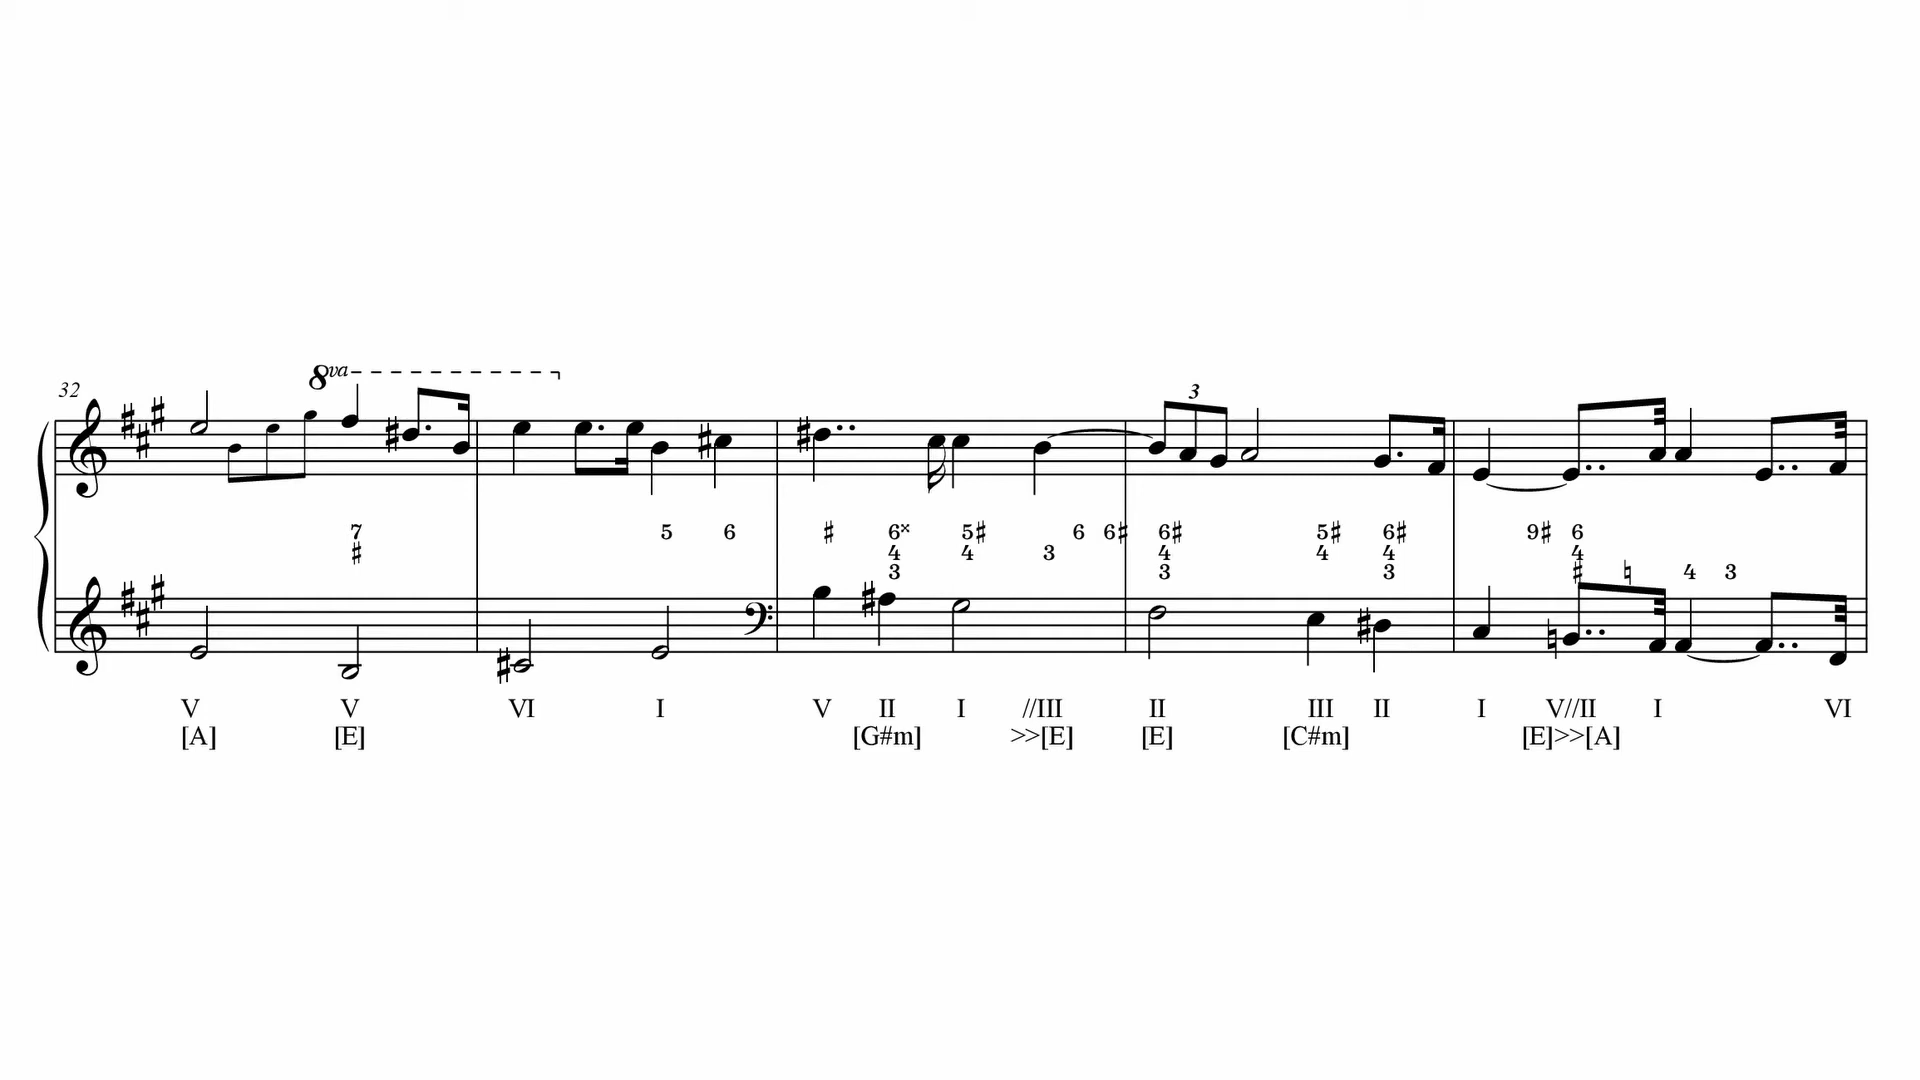 32
8va
3
7 5 6 ♯ 6𝄪 5♯ 6 6♯ 6♯ 5♯ 6♯ 9♯ 6
♯ 4 4 3 4 4 4 4
3 3 3 ♯ ♮ 4 3
V V VI I V II I //III II III II I V//II I VI
[A] [E] [G#m] >>[E] [E] [C#m] [E]>>[A]